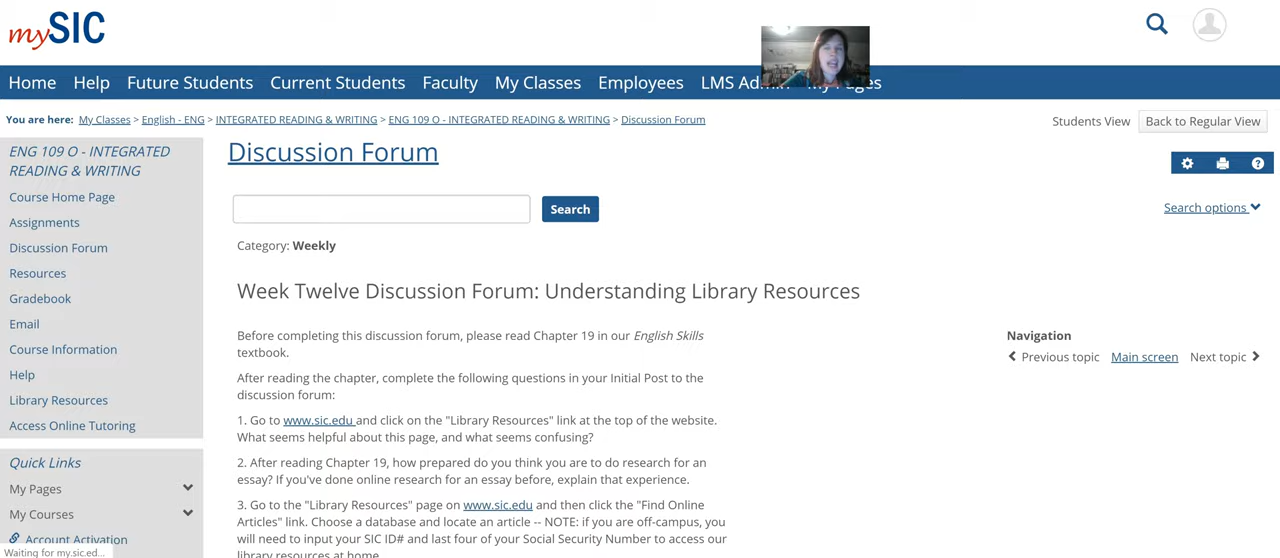 mySIC
Home Help Future Students Current Students Faculty My Classes Employees LMS Admin My Pages
You are here: My Classes > English - ENG > INTEGRATED READING & WRITING > ENG 109 O - INTEGRATED READING & WRITING > Discussion Forum
Students View Back to Regular View
ENG 109 O - INTEGRATED
READING & WRITING
Course Home Page
Assignments
Discussion Forum
Resources
Gradebook
Email
Course Information
Help
Library Resources
Access Online Tutoring
Quick Links
My Pages
My Courses
Account Activation
Waiting for my.sic.ed...
Discussion Forum
Search
Search options
Category: Weekly
Week Twelve Discussion Forum: Understanding Library Resources
Before completing this discussion forum, please read Chapter 19 in our English Skills
textbook.
After reading the chapter, complete the following questions in your Initial Post to the
discussion forum:
1. Go to www.sic.edu and click on the "Library Resources" link at the top of the website.
What seems helpful about this page, and what seems confusing?
2. After reading Chapter 19, how prepared do you think you are to do research for an
essay? If you've done online research for an essay before, explain that experience.
3. Go to the "Library Resources" page on www.sic.edu and then click the "Find Online
Articles" link. Choose a database and locate an article -- NOTE: if you are off-campus, you
will need to input your SIC ID# and last four of your Social Security Number to access our
library resources at home.
Navigation
Previous topic Main screen Next topic